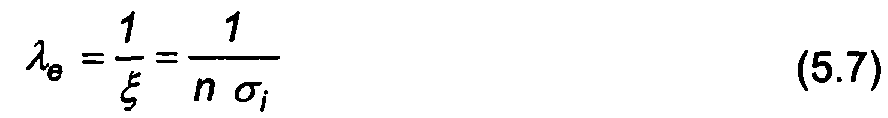 λe = 1/ξ = 1/(n σi) (5.7)